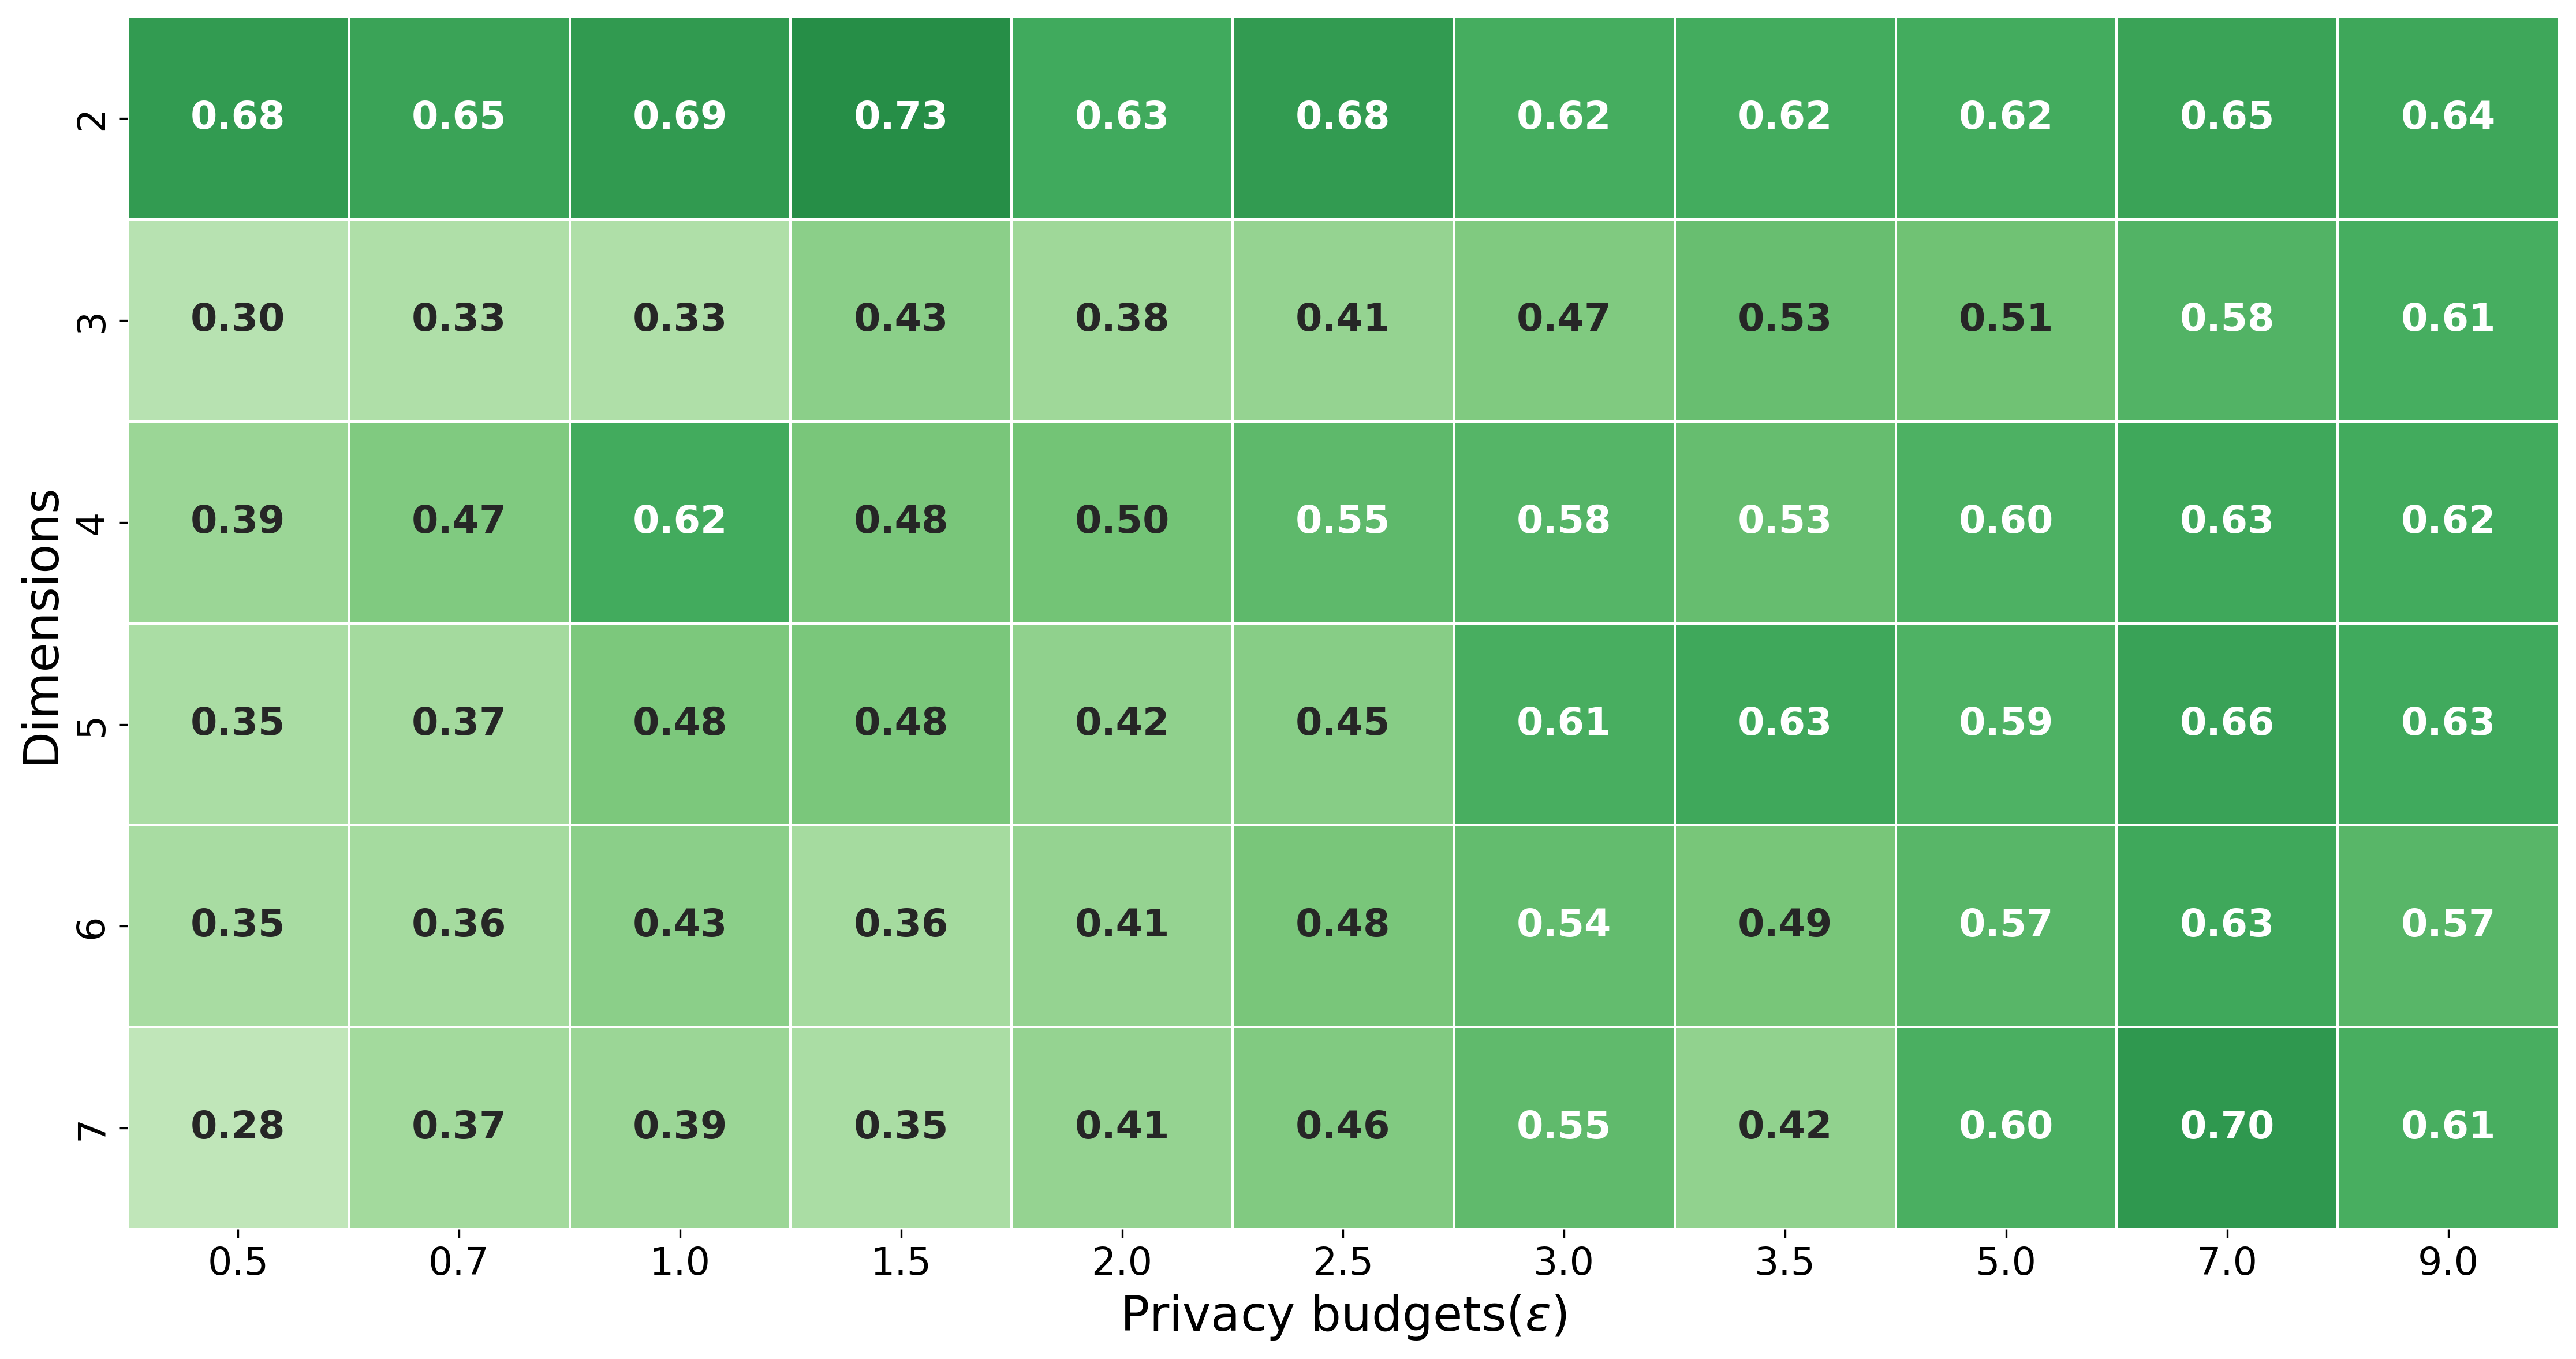 2 0.68 0.65 0.69 0.73 0.63 0.68 0.62 0.62 0.62 0.65 0.64
3 0.30 0.33 0.33 0.43 0.38 0.41 0.47 0.53 0.51 0.58 0.61
4 0.39 0.47 0.62 0.48 0.50 0.55 0.58 0.53 0.60 0.63 0.62
5 0.35 0.37 0.48 0.48 0.42 0.45 0.61 0.63 0.59 0.66 0.63
6 0.35 0.36 0.43 0.36 0.41 0.48 0.54 0.49 0.57 0.63 0.57
7 0.28 0.37 0.39 0.35 0.41 0.46 0.55 0.42 0.60 0.70 0.61
Dimensions
0.5 0.7 1.0 1.5 2.0 2.5 3.0 3.5 5.0 7.0 9.0
Privacy budgets(ε)